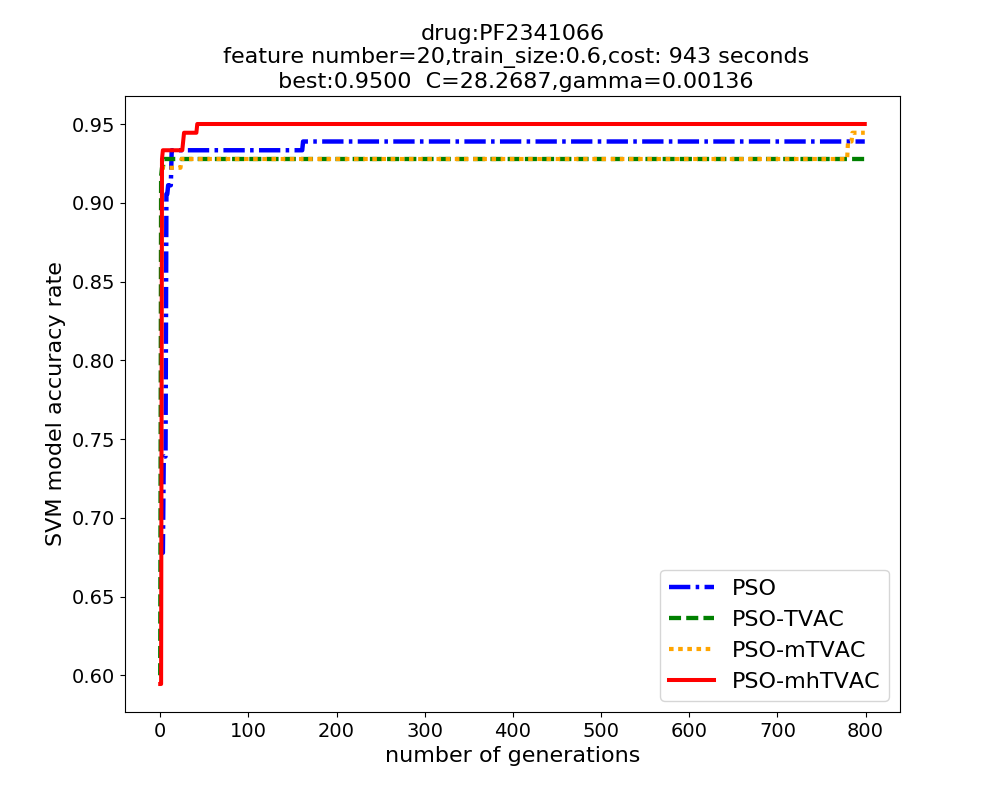 drug:PF2341066
feature number=20,train_size:0.6,cost: 943 seconds
best:0.9500  C=28.2687,gamma=0.00136
SVM model accuracy rate
0.95
0.90
0.85
0.80
0.75
0.70
0.65
0.60
PSO
PSO-TVAC
PSO-mTVAC
PSO-mhTVAC
0 100 200 300 400 500 600 700 800
number of generations